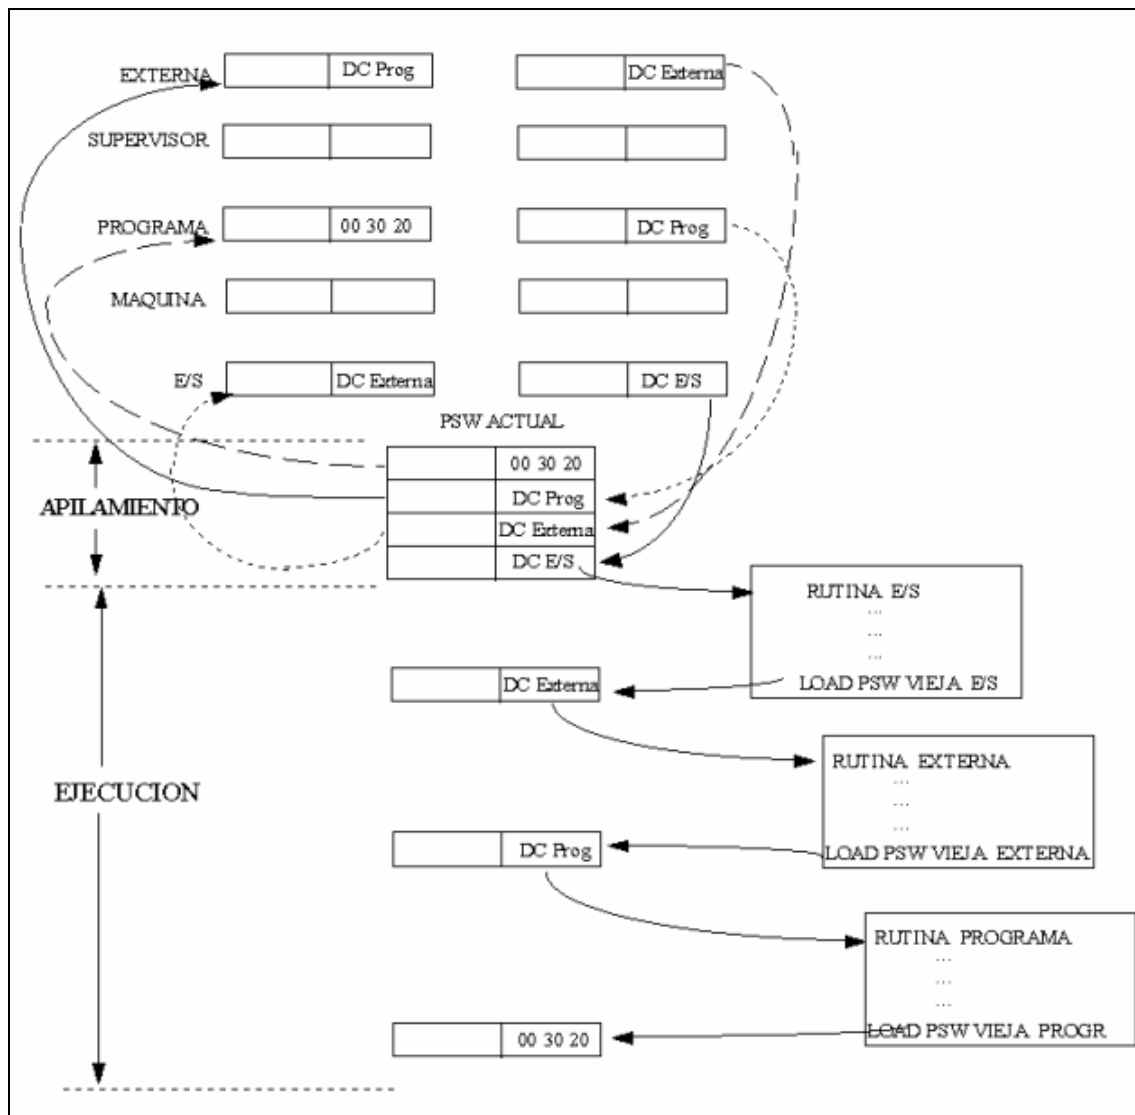 EXTERNA
DC Prog
DC Externa
SUPERVISOR
PROGRAMA
00 30 20
DC Prog
MAQUINA
E/S
DC Externa
DC E/S
PSW ACTUAL
00 30 20
APILAMIENTO
DC Prog
DC Externa
DC E/S
RUTINA E/S
...
...
...
LOAD PSW VIEJA E/S
DC Externa
RUTINA EXTERNA
...
...
...
LOAD PSW VIEJA EXTERNA
EJECUCION
DC Prog
RUTINA PROGRAMA
...
...
...
LOAD PSW VIEJA PROGR
00 30 20